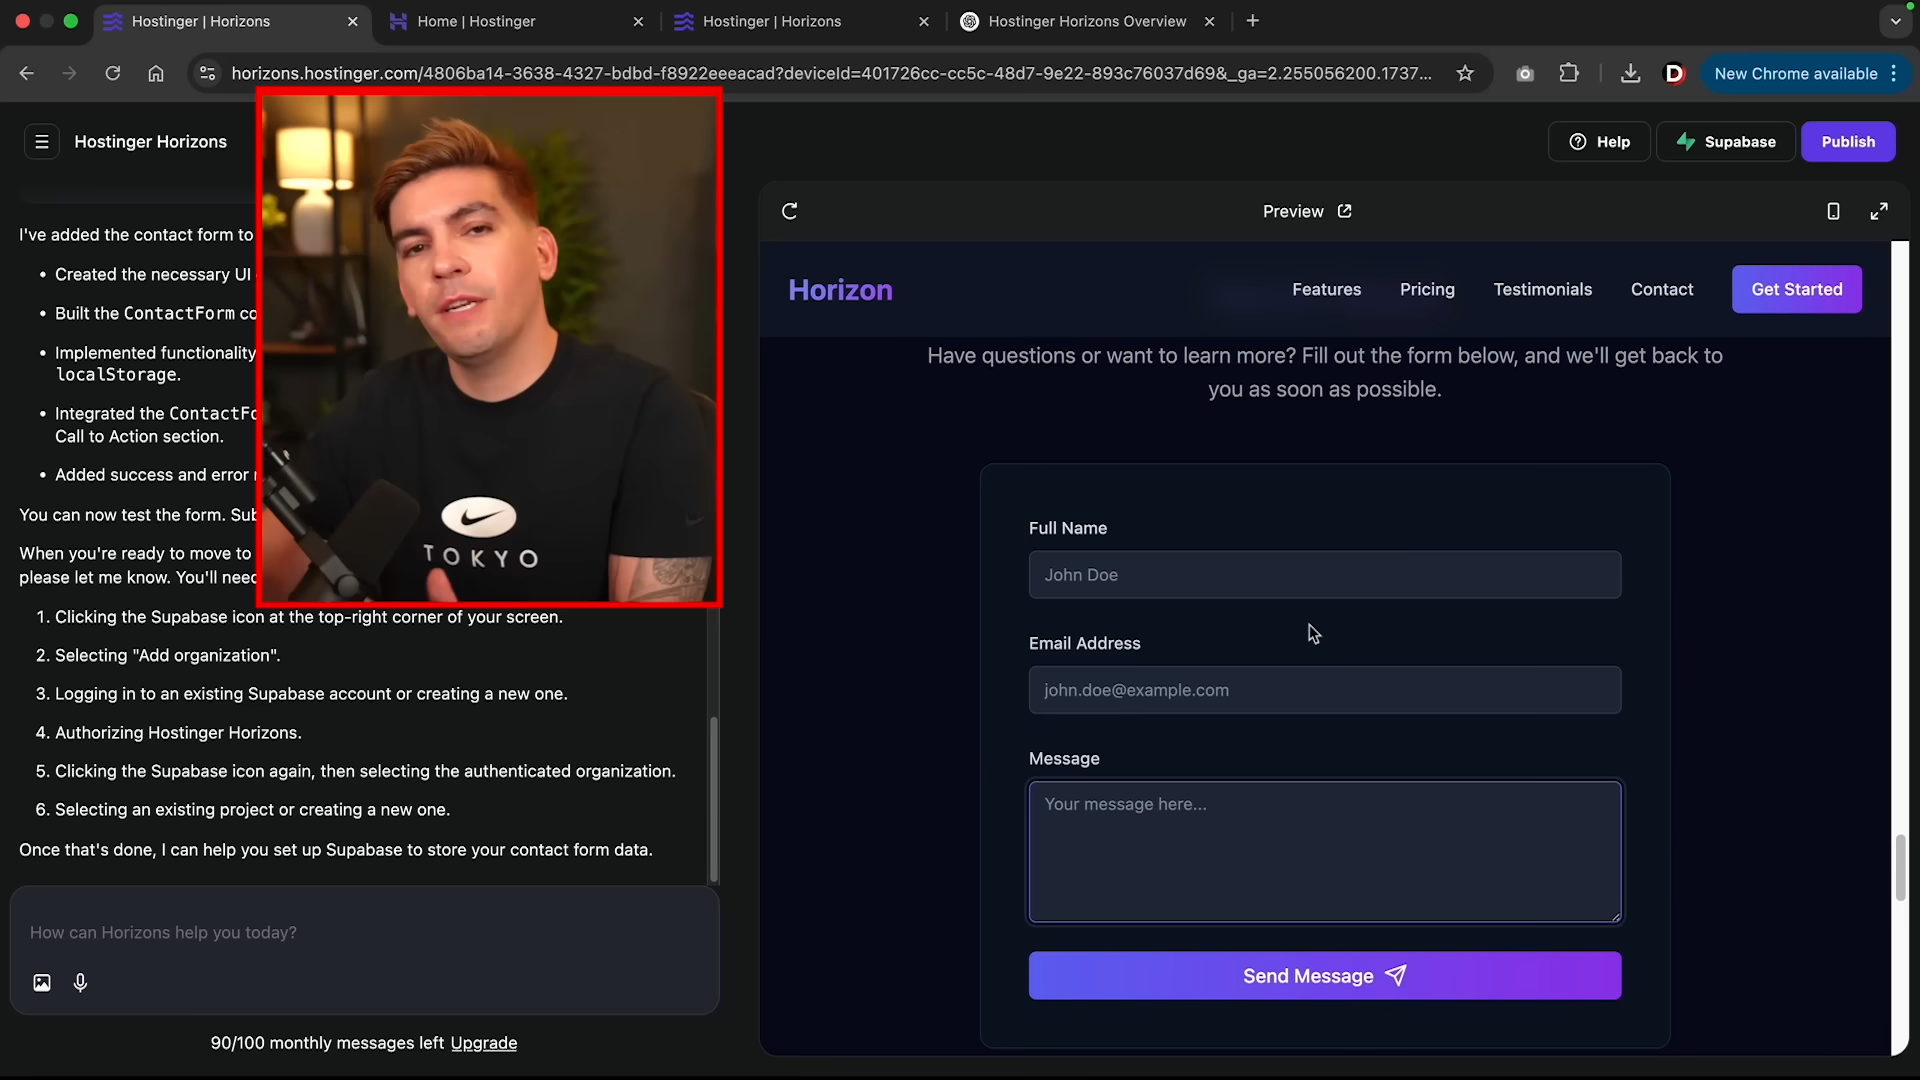 Hostinger | Horizons
Home | Hostinger
Hostinger | Horizons
Hostinger Horizons Overview
horizons.hostinger.com/4806ba14-3638-4327-bdbd-f8922eeeacad?deviceId=401726cc-cc5c-48d7-9e22-893c76037d69&_ga=2.255056200.1737...
D
New Chrome available
Hostinger Horizons
Help
Supabase
Publish
I've added the contact form to
• Created the necessary UI
• Built the ContactForm co
• Implemented functionality
localStorage.
• Integrated the ContactFo
Call to Action section.
• Added success and error
You can now test the form. Sub
When you're ready to move to
please let me know. You'll need
1. Clicking the Supabase icon at the top-right corner of your screen.
2. Selecting "Add organization".
3. Logging in to an existing Supabase account or creating a new one.
4. Authorizing Hostinger Horizons.
5. Clicking the Supabase icon again, then selecting the authenticated organization.
6. Selecting an existing project or creating a new one.
Once that's done, I can help you set up Supabase to store your contact form data.
How can Horizons help you today?
90/100 monthly messages left Upgrade
TOKYO
Preview
Horizon
Features
Pricing
Testimonials
Contact
Get Started
Have questions or want to learn more? Fill out the form below, and we'll get back to
you as soon as possible.
Full Name
John Doe
Email Address
john.doe@example.com
Message
Your message here...
Send Message